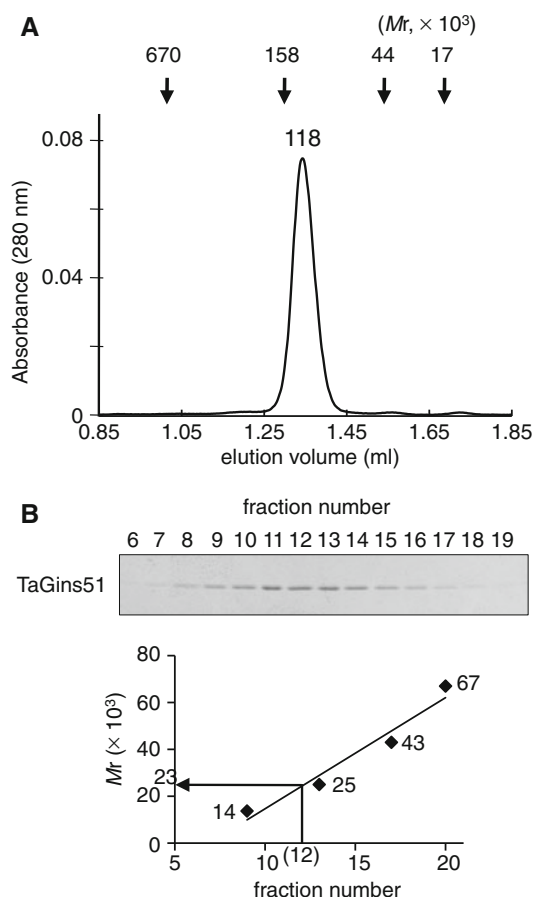 A
(Mr, × 10³)
670 158 44 17
118
0.08
0.04
0
Absorbance (280 nm)
0.85 1.05 1.25 1.45 1.65 1.85
elution volume (ml)
B
fraction number
6 7 8 9 10 11 12 13 14 15 16 17 18 19
TaGins51
80
60
40
20
0
23
Mr (× 10³)
67
43
25
14
5 10 (12) 15 20
fraction number